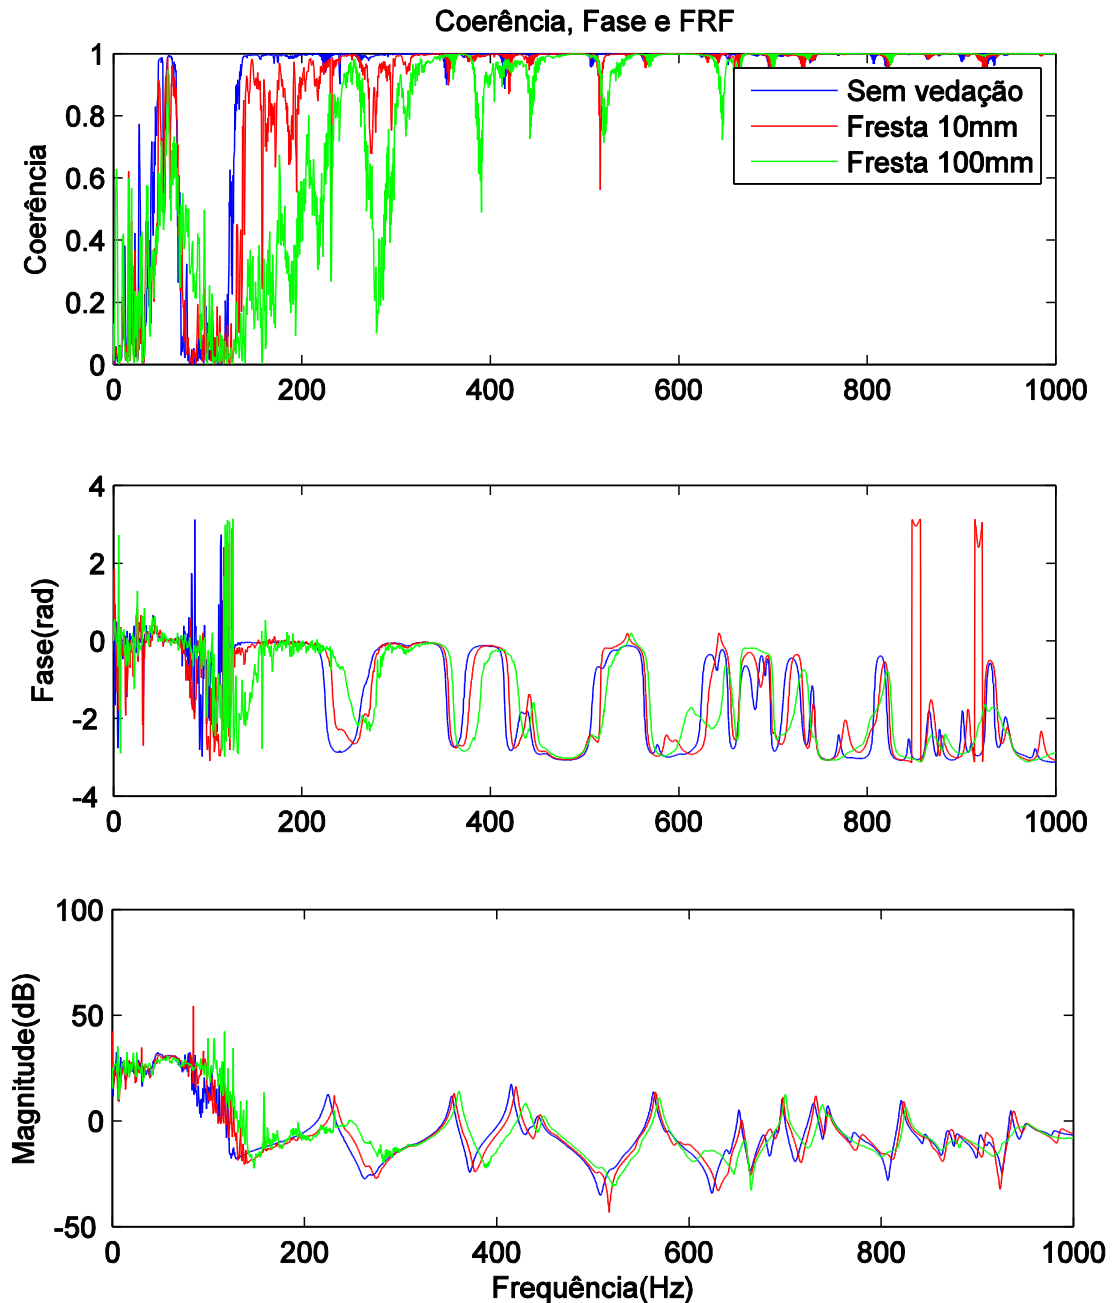 Coerência, Fase e FRF
1
0.8
0.6
0.4
0.2
0
Coerência
Sem vedação
Fresta 10mm
Fresta 100mm
0 200 400 600 800 1000
4
2
0
-2
-4
Fase(rad)
0 200 400 600 800 1000
100
50
0
-50
Magnitude(dB)
0 200 400 600 800 1000
Frequência(Hz)